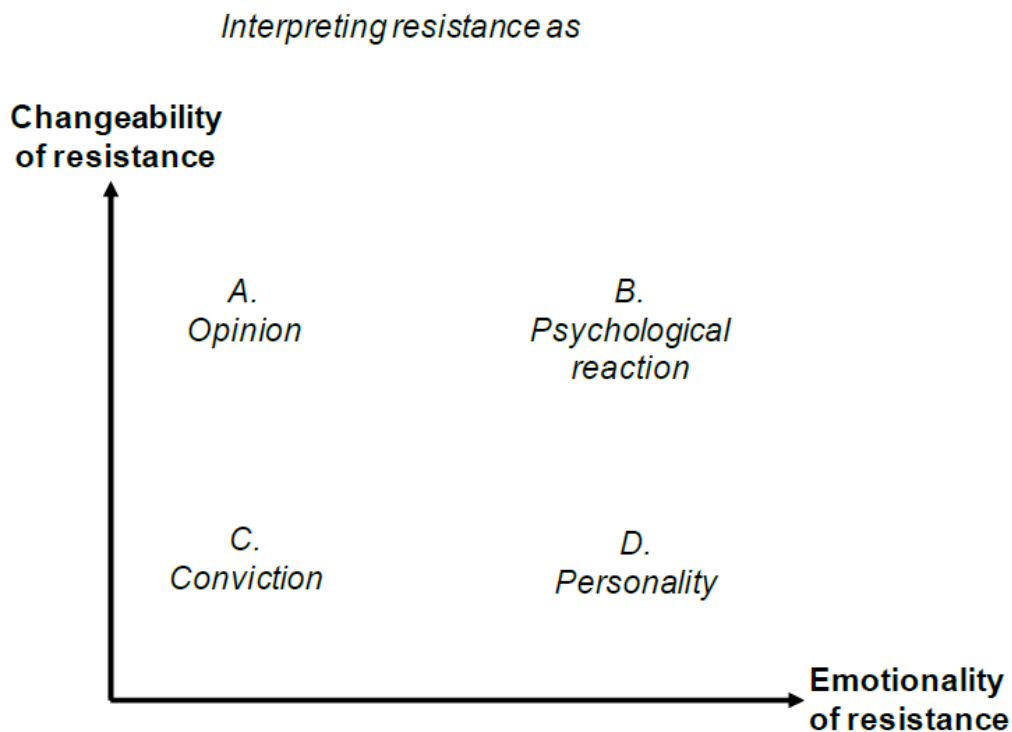 Interpreting resistance as
Changeability
of resistance
A.
Opinion
B.
Psychological
reaction
C.
Conviction
D.
Personality
Emotionality
of resistance